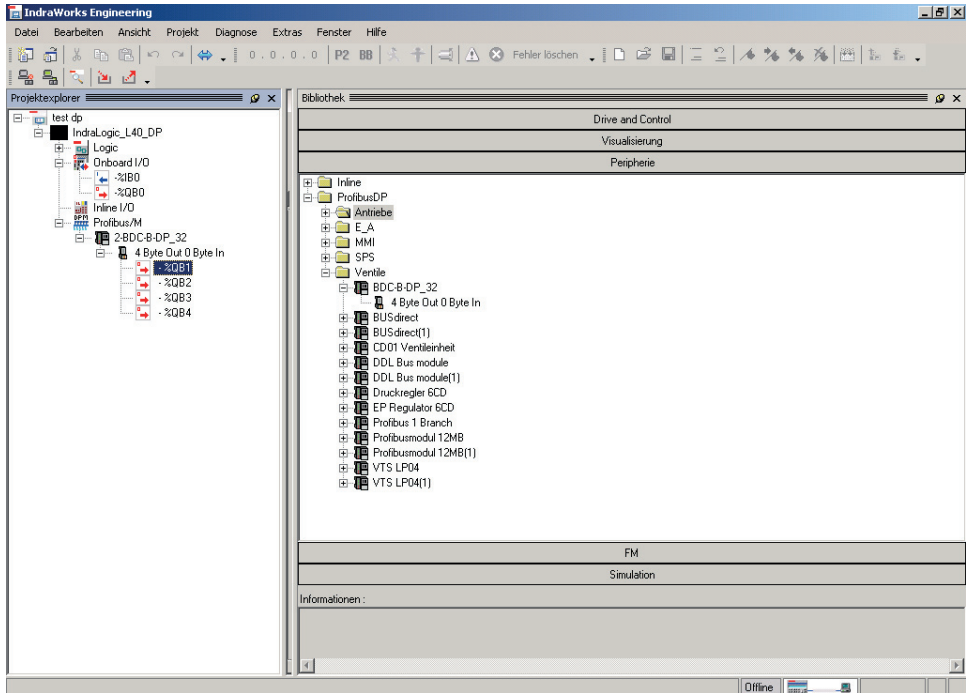 IndraWorks Engineering
Datei Bearbeiten Ansicht Projekt Diagnose Extras Fenster Hilfe
0 . 0 . 0 . 0 P2 BB Fehler löschen
Projektexplorer
test dp
IndraLogic_L40_DP
Logic
Onboard I/O
-%IB0
-%QB0
Inline I/O
DPM
Profibus/M
2-BDC-B-DP_32
4 Byte Out 0 Byte In
- %QB1
- %QB2
- %QB3
- %QB4
Bibliothek
Drive and Control
Visualisierung
Peripherie
Inline
ProfibusDP
Antriebe
E_A
MMI
SPS
Ventile
BDC-B-DP_32
4 Byte Out 0 Byte In
BUSdirect
BUSdirect(1)
CD01 Ventileinheit
DDL Bus module
DDL Bus module(1)
Druckregler 6CD
EP Regulator 6CD
Profibus 1 Branch
Profibusmodul 12MB
Profibusmodul 12MB(1)
VTS LP04
VTS LP04(1)
FM
Simulation
Informationen :
Offline